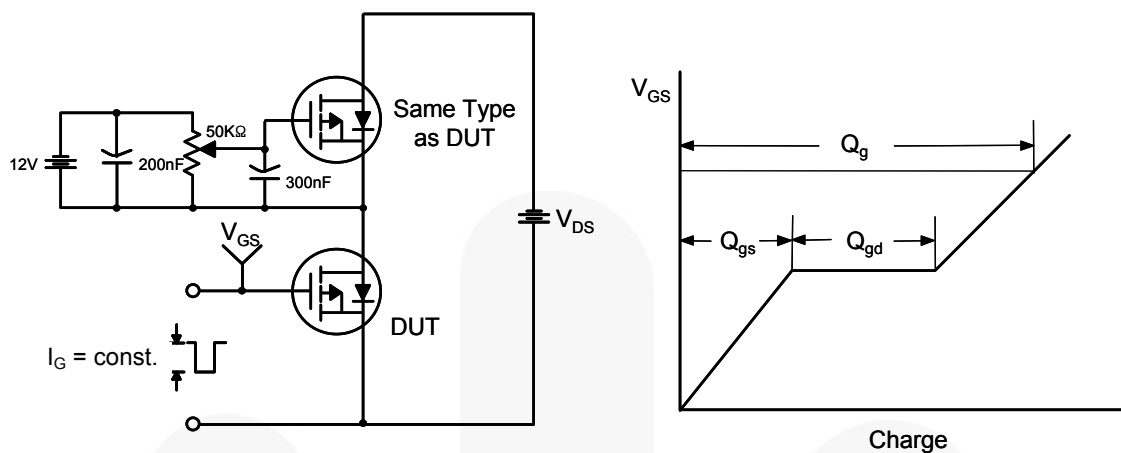 Same Type
as DUT
50KΩ
12V
200nF
300nF
V_GS
V_DS
DUT
I_G = const.
V_GS
Q_g
Q_gs
Q_gd
Charge